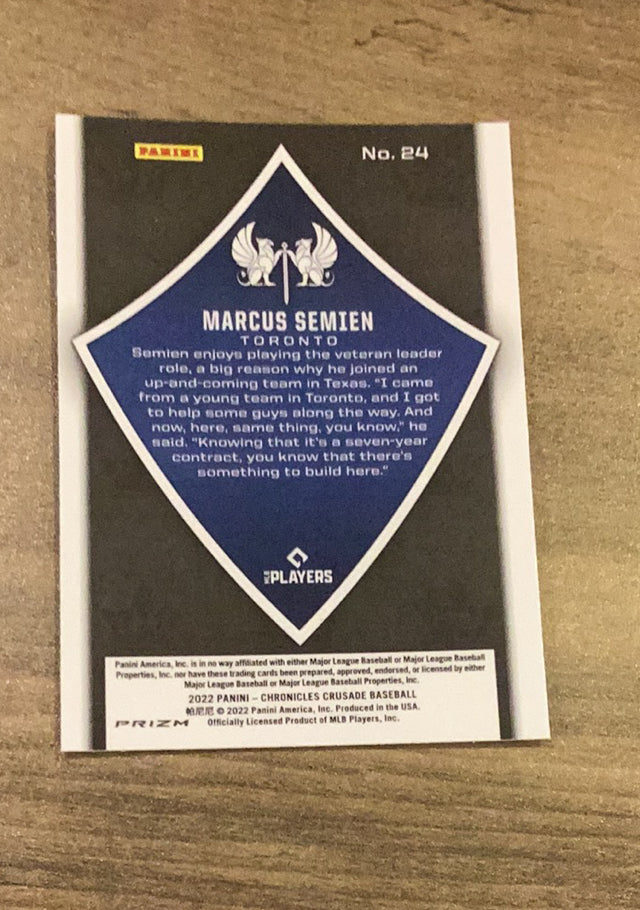 PANINI
No. 24
MARCUS SEMIEN
TORONTO
Semien enjoys playing the veteran leader
role, a big reason why he joined an
up-and-coming team in Texas. "I came
from a young team in Toronto, and I got
to help some guys along the way. And
now, here, same thing, you know," he
said. "Knowing that it's a seven-year
contract, you know that there's
something to build here."
MLB PLAYERS
Panini America, Inc. is in no way affiliated with either Major League Baseball or Major League Baseball
Properties, Inc. nor have these trading cards been prepared, approved, endorsed, or licensed by either
Major League Baseball or Major League Baseball Properties, Inc.
2022 PANINI – CHRONICLES CRUSADE BASEBALL
帕尼尼 © 2022 Panini America, Inc. Produced in the USA.
PRIZM Officially Licensed Product of MLB Players, Inc.